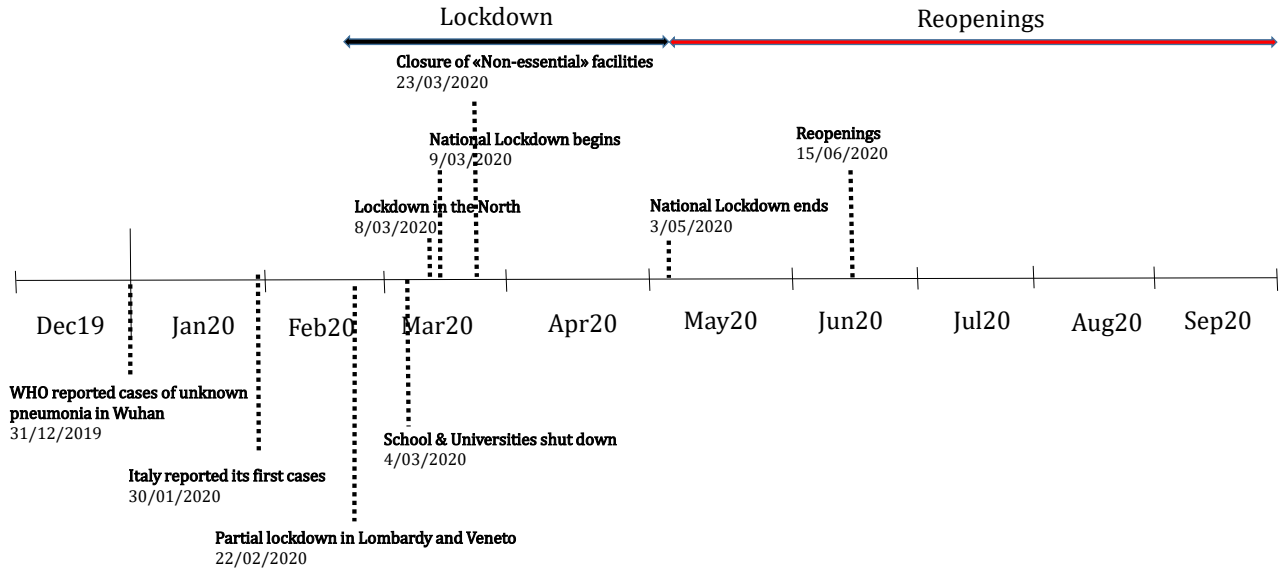 Lockdown
Reopenings
Closure of «Non-essential» facilities
23/03/2020
National Lockdown begins
9/03/2020
Reopenings
15/06/2020
Lockdown in the North
8/03/2020
National Lockdown ends
3/05/2020
Dec19
Jan20
Feb20
Mar20
Apr20
May20
Jun20
Jul20
Aug20
Sep20
WHO reported cases of unknown
pneumonia in Wuhan
31/12/2019
School & Universities shut down
4/03/2020
Italy reported its first cases
30/01/2020
Partial lockdown in Lombardy and Veneto
22/02/2020